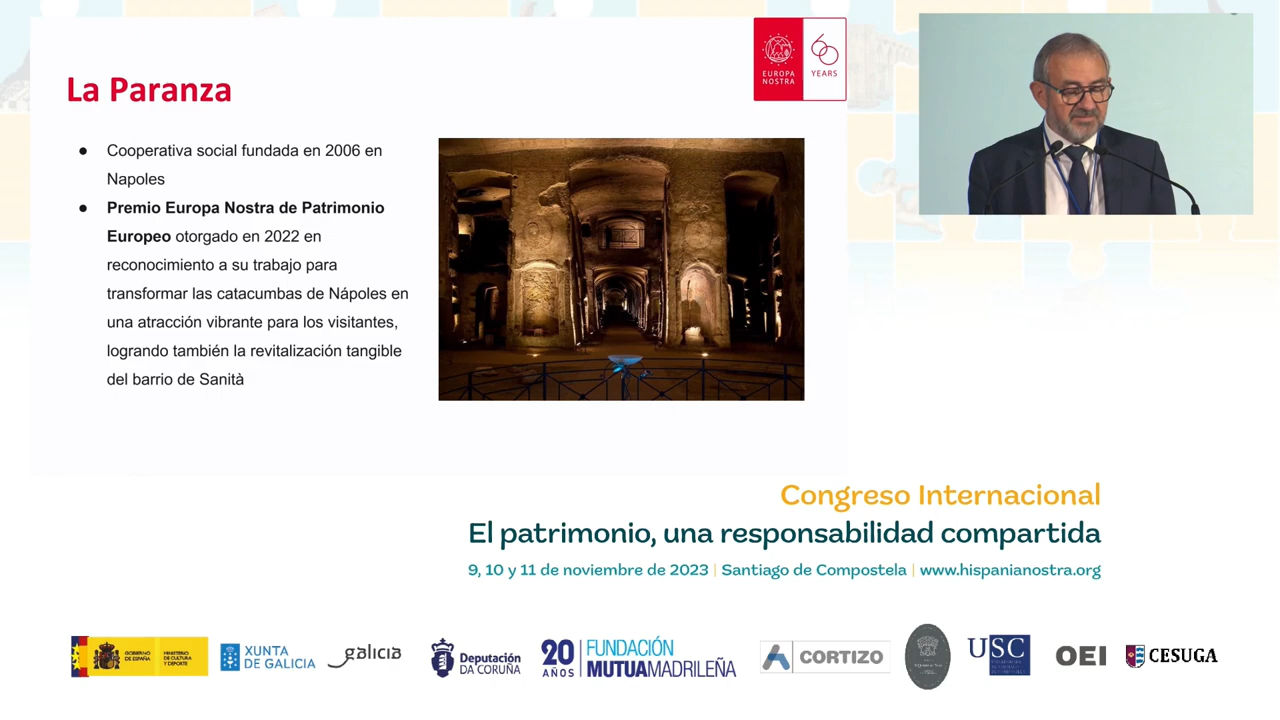 La Paranza
EUROPA
NOSTRA
60
YEARS
● Cooperativa social fundada en 2006 en
Napoles
● Premio Europa Nostra de Patrimonio
Europeo otorgado en 2022 en
reconocimiento a su trabajo para
transformar las catacumbas de Nápoles en
una atracción vibrante para los visitantes,
logrando también la revitalización tangible
del barrio de Sanità
Congreso Internacional
El patrimonio, una responsabilidad compartida
9, 10 y 11 de noviembre de 2023 | Santiago de Compostela | www.hispanianostra.org
GOBIERNO
DE ESPAÑA
MINISTERIO
DE CULTURA
Y DEPORTE
XUNTA
DE GALICIA
galicia
Deputación
DA CORUÑA
20
AÑOS
FUNDACIÓN
MUTUAMADRILEÑA
CORTIZO
USC
OEI
CESUGA